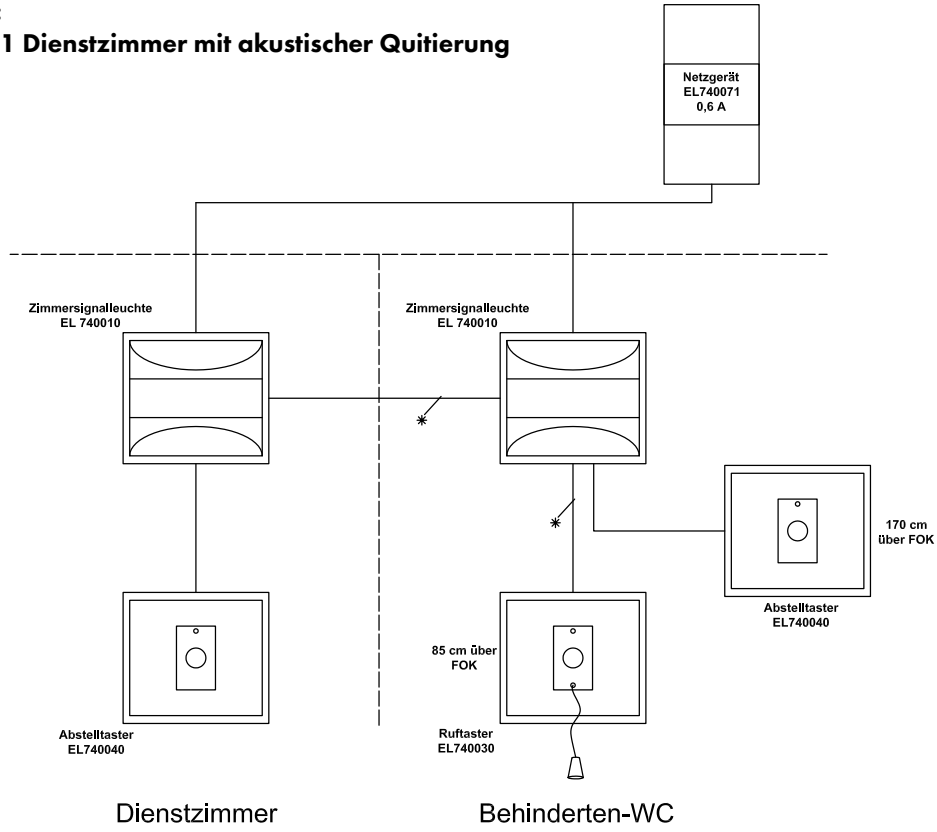 1 Dienstzimmer mit akustischer Quitierung
Netzgerät
EL740071
0,6 A
Zimmersignalleuchte
EL 740010
Zimmersignalleuchte
EL 740010
170 cm
über FOK
Abstelltaster
EL740040
85 cm über
FOK
Abstelltaster
EL740040
Ruftaster
EL740030
Dienstzimmer
Behinderten-WC